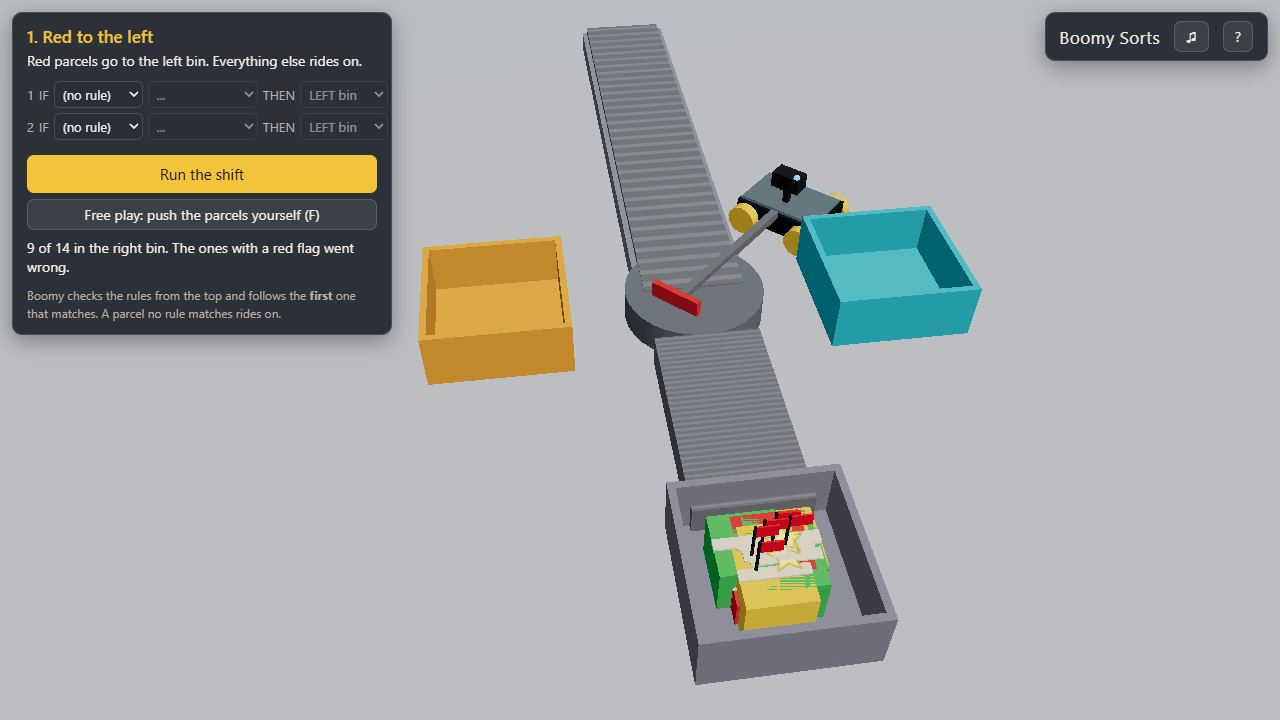 1. Red to the left
Red parcels go to the left bin. Everything else rides on.
1 IF (no rule) ... THEN LEFT bin
2 IF (no rule) ... THEN LEFT bin
Run the shift
Free play: push the parcels yourself (F)
9 of 14 in the right bin. The ones with a red flag went
wrong.
Boomy checks the rules from the top and follows the first one
that matches. A parcel no rule matches rides on.
Boomy Sorts ♫ ?